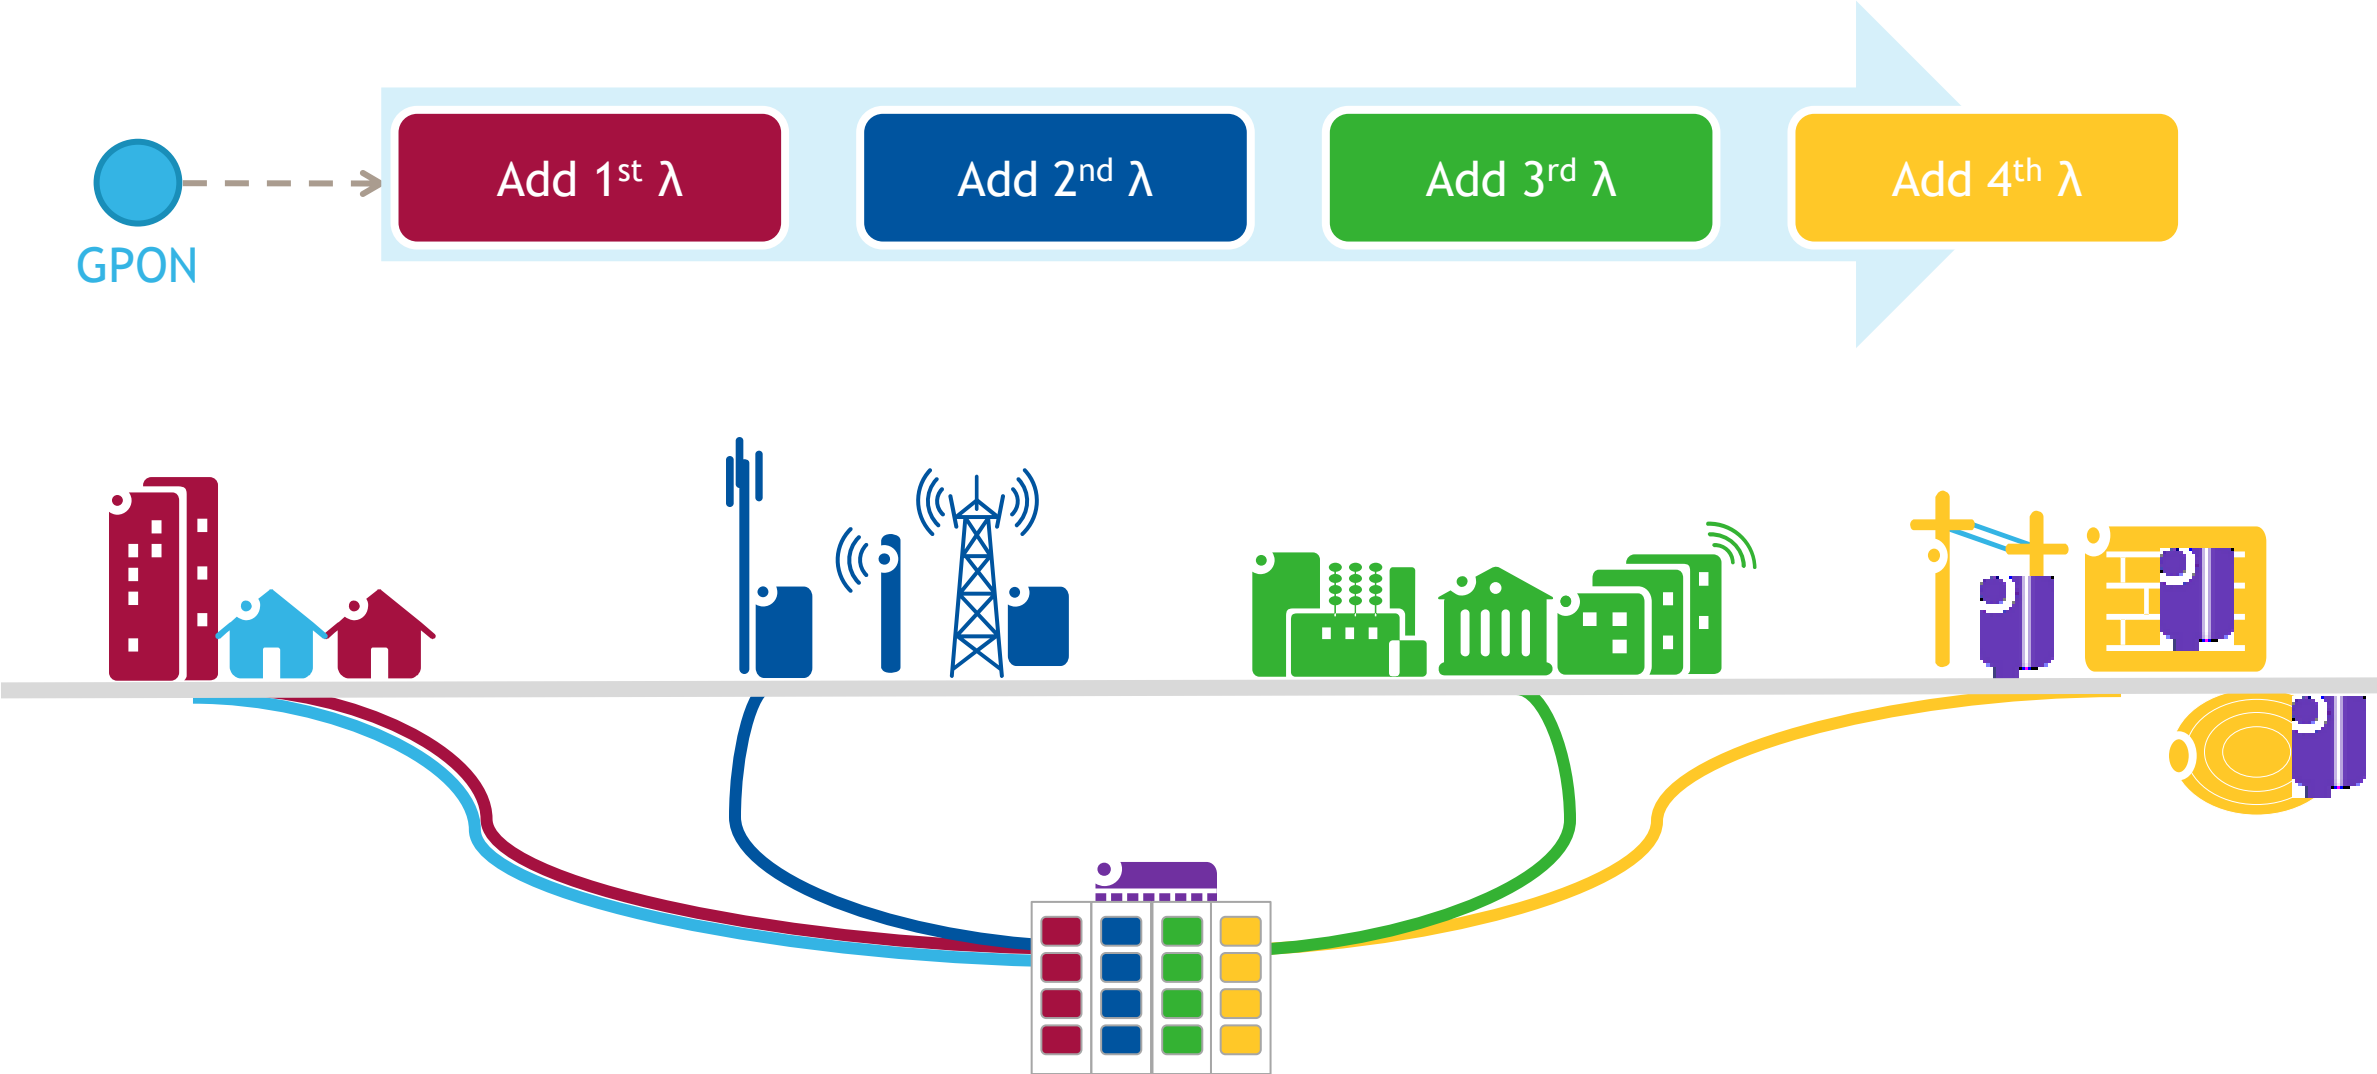 GPON
Add 1st λ
Add 2nd λ
Add 3rd λ
Add 4th λ